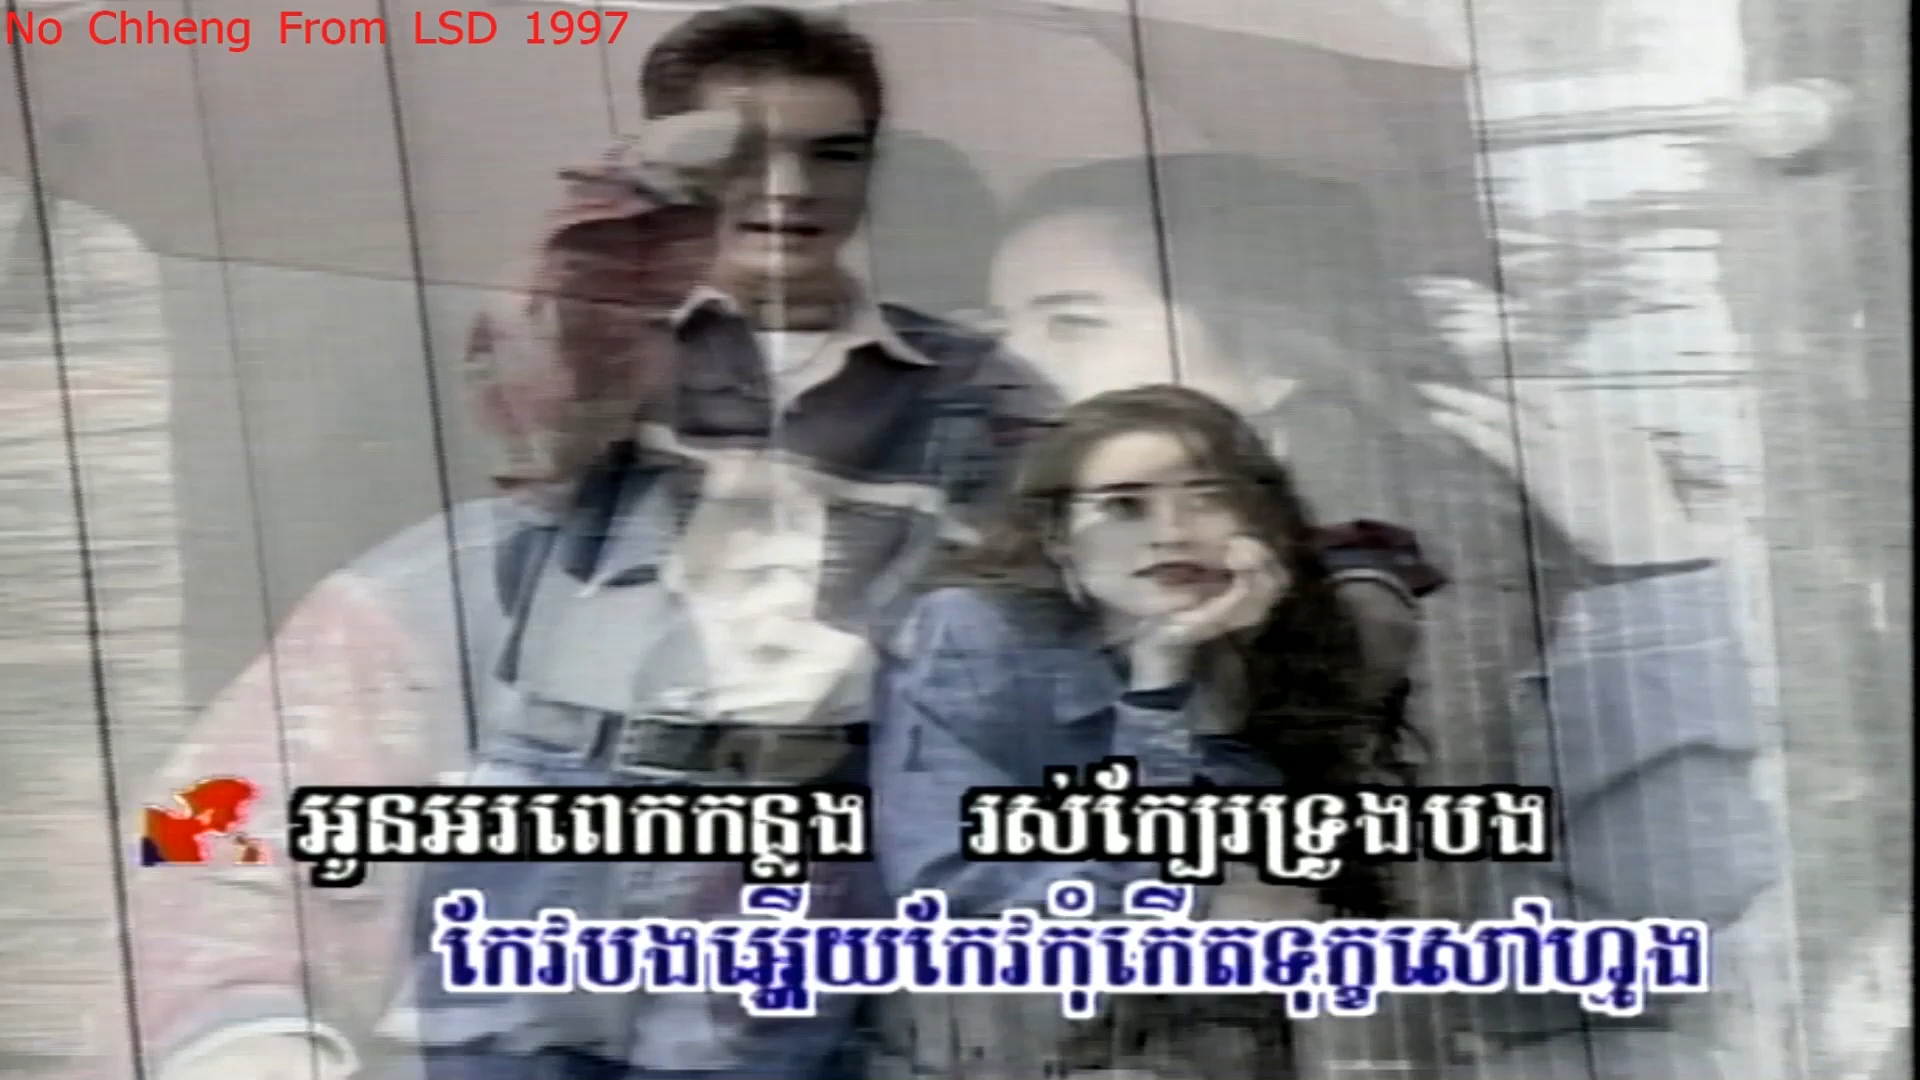 No Chheng From LSD 1997
អូនអរពេកកន្លង រស់ក្បែរទ្រូងបង
កែវបងអ្ហើយកែវកុំកើតទុក្ខសៅហ្មង